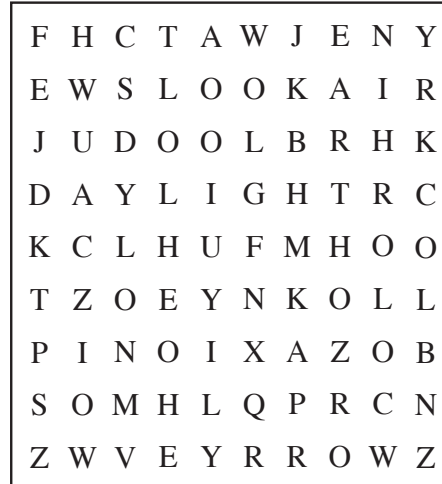 F H C T A W J E N Y
E W S L O O K A I R
J U D O O L B R H K
D A Y L I G H T R C
K C L H U F M H O O
T Z O E Y N K O L L
P I N O I X A Z O B
S O M H L Q P R C N
Z W V E Y R R O W Z